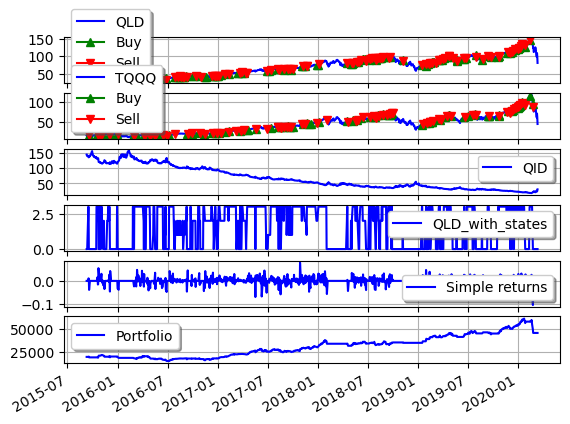 QLD
Buy
Sell
150
100
50
TQQQ
Buy
Sell
100
50
150
100
50
QID
2.5
0.0
QLD_with_states
0.0
−0.1
Simple returns
50000
25000
Portfolio
2015-07
2016-01
2016-07
2017-01
2017-07
2018-01
2018-07
2019-01
2019-07
2020-01